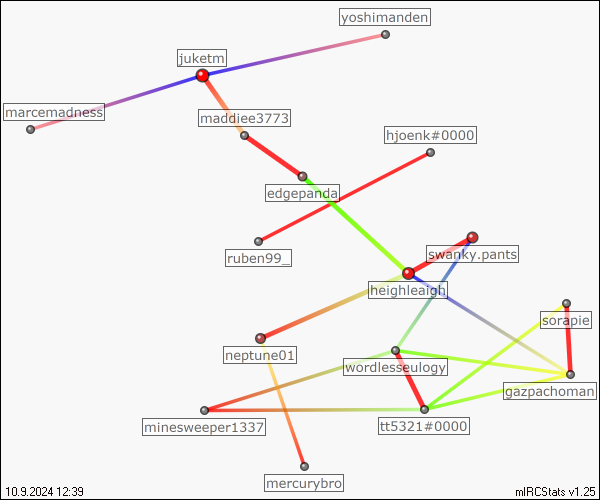 yoshimanden
juketm
marcemadness
maddiee3773
hjoenk#0000
edgepanda
swanky.pants
ruben99_
heighleaigh
sorapie
neptune01
wordlesseulogy
gazpachoman
minesweeper1337
tt5321#0000
mercurybro
10.9.2024 12:39
mIRCStats v1.25